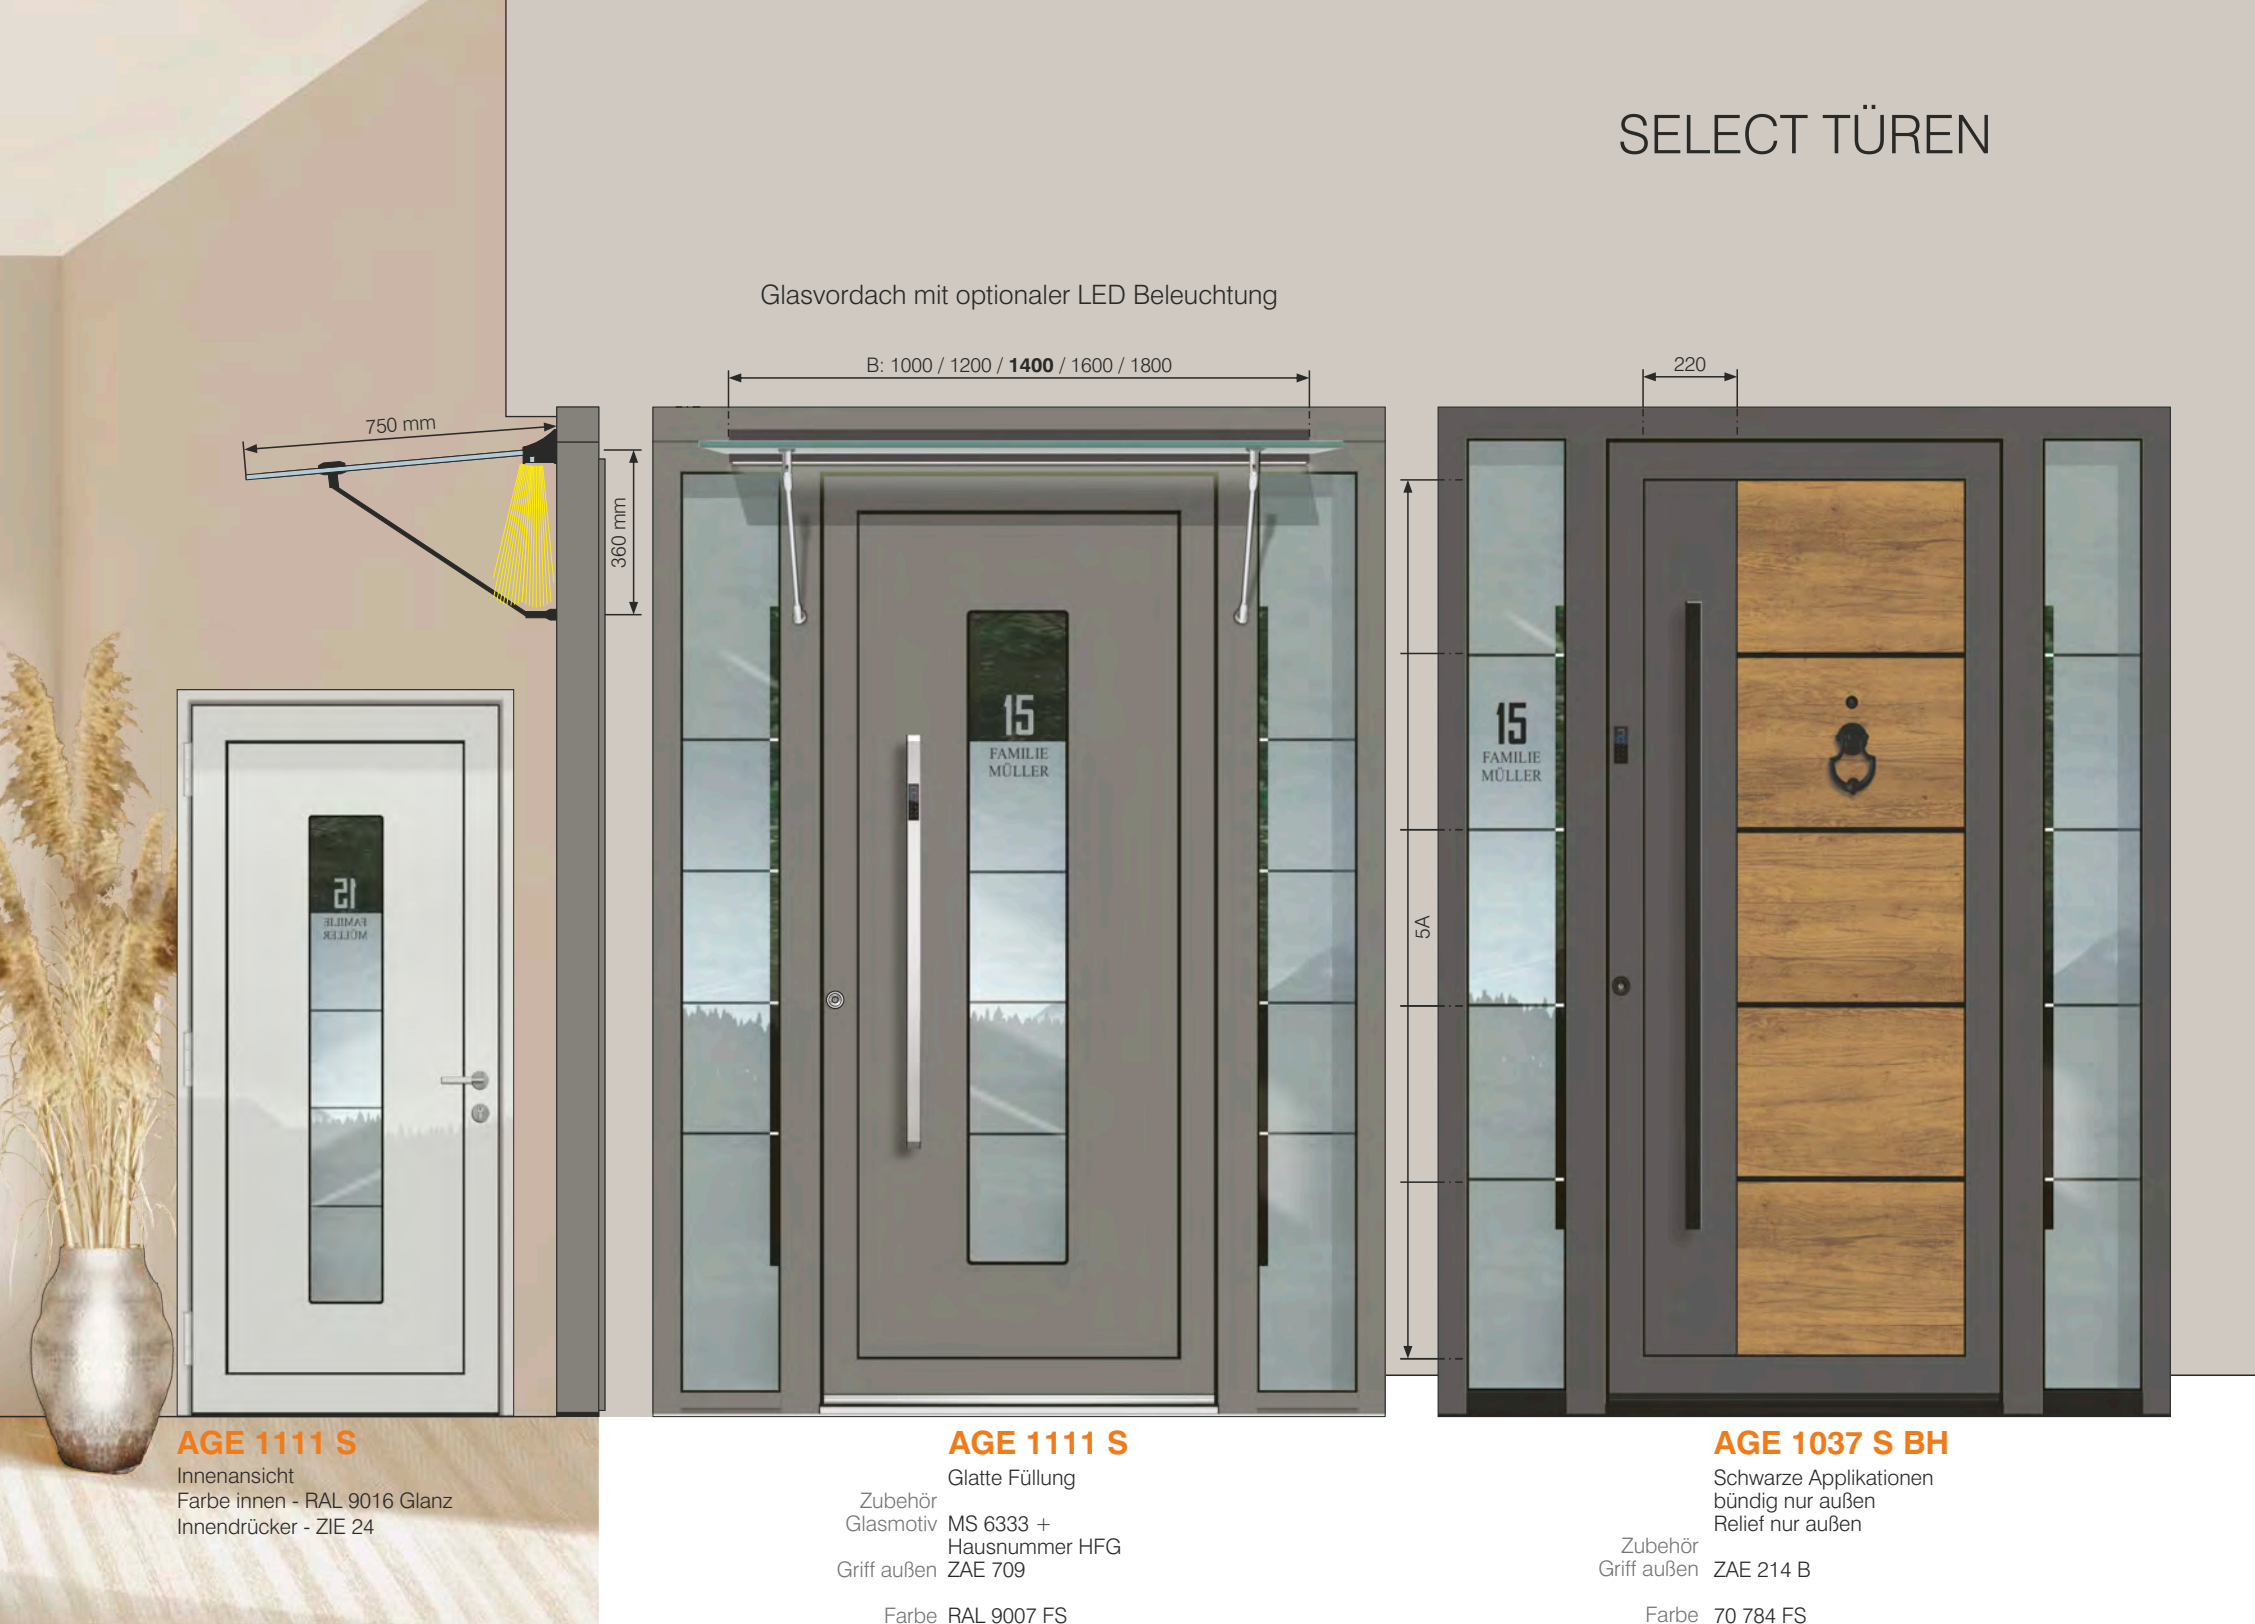 SELECT TÜREN
Glasvordach mit optionaler LED Beleuchtung
B: 1000 / 1200 / 1400 / 1600 / 1800
220
750 mm
360 mm
15
FAMILIE
MÜLLER
15
FAMILIE
MÜLLER
15
FAMILIE
MÜLLER
5A
AGE 1111 S
Innenansicht
Farbe innen - RAL 9016 Glanz
Innendrücker - ZIE 24
AGE 1111 S
Glatte Füllung
Zubehör
Glasmotiv MS 6333 +
Hausnummer HFG
Griff außen ZAE 709
Farbe RAL 9007 FS
AGE 1037 S BH
Schwarze Applikationen
bündig nur außen
Relief nur außen
Zubehör
Griff außen ZAE 214 B
Farbe 70 784 FS